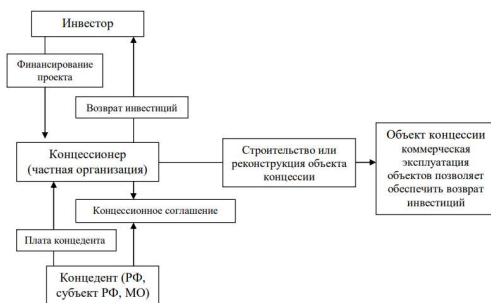 Инвестор
Финансирование
проекта
Возврат инвестиций
Концессионер
(частная организация)
Строительство или
реконструкция объекта
концессии
Объект концессии
коммерческая
эксплуатация
объектов позволяет
обеспечить возврат
инвестиций
Концессионное соглашение
Плата концедента
Концедент (РФ,
субъект РФ, МО)